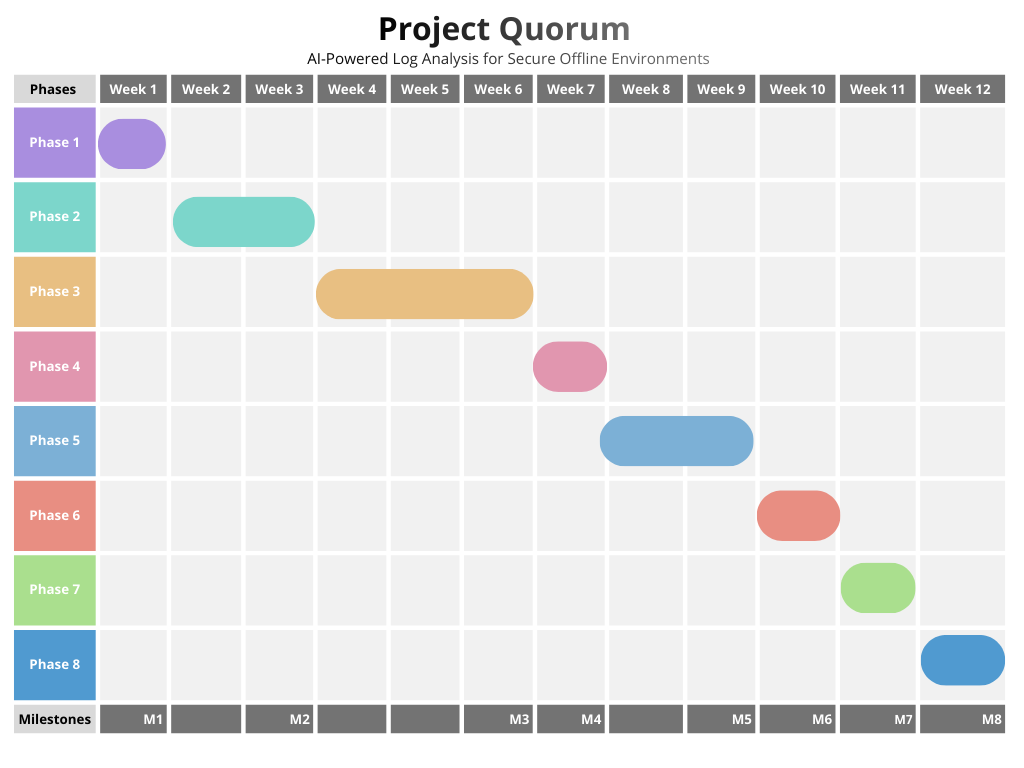 Project Quorum
AI-Powered Log Analysis for Secure Offline Environments
Phases Week 1 Week 2 Week 3 Week 4 Week 5 Week 6 Week 7 Week 8 Week 9 Week 10 Week 11 Week 12
Phase 1
Phase 2
Phase 3
Phase 4
Phase 5
Phase 6
Phase 7
Phase 8
Milestones M1 M2 M3 M4 M5 M6 M7 M8